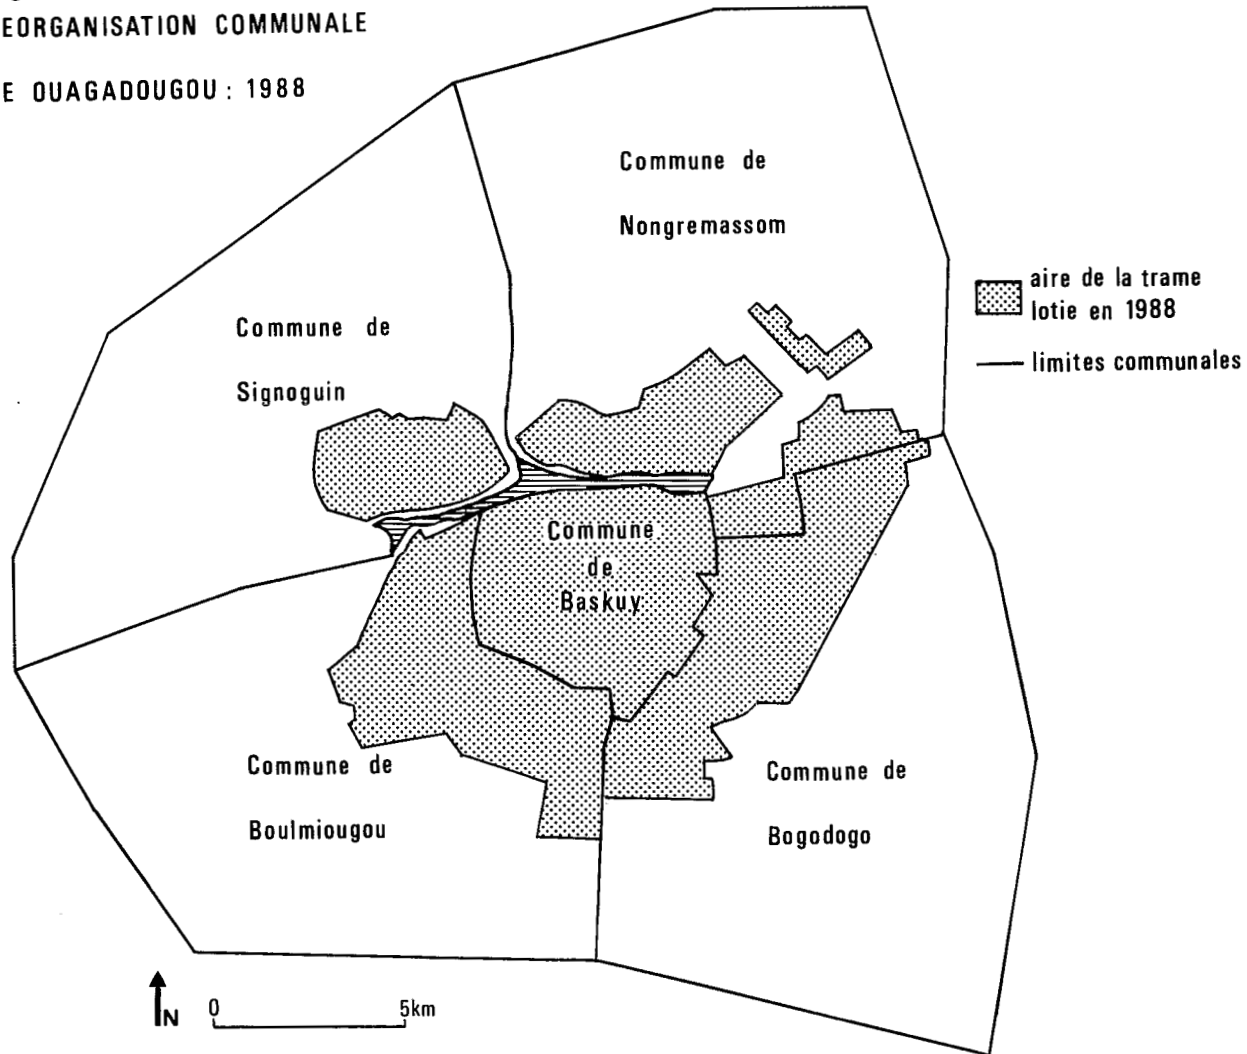 EORGANISATION COMMUNALE
E OUAGADOUGOU : 1988
Commune de
Nongremassom
aire de la trame
lotie en 1988
limites communales
Commune de
Signoguin
Commune
de
Baskuy
Commune de
Boulmiougou
Commune de
Bogodogo
N
0 5km